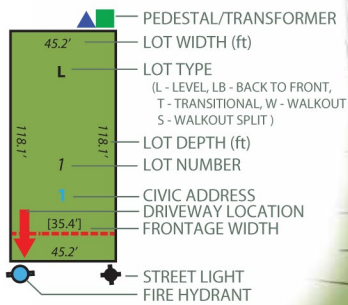 PEDESTAL/TRANSFORMER
45.2'
LOT WIDTH (ft)
L
LOT TYPE
(L - LEVEL, LB - BACK TO FRONT,
T - TRANSITIONAL, W - WALKOUT
S - WALKOUT SPLIT )
118.1'
118.1'
LOT DEPTH (ft)
1
LOT NUMBER
1
CIVIC ADDRESS
DRIVEWAY LOCATION
[35.4']
FRONTAGE WIDTH
45.2'
STREET LIGHT
FIRE HYDRANT